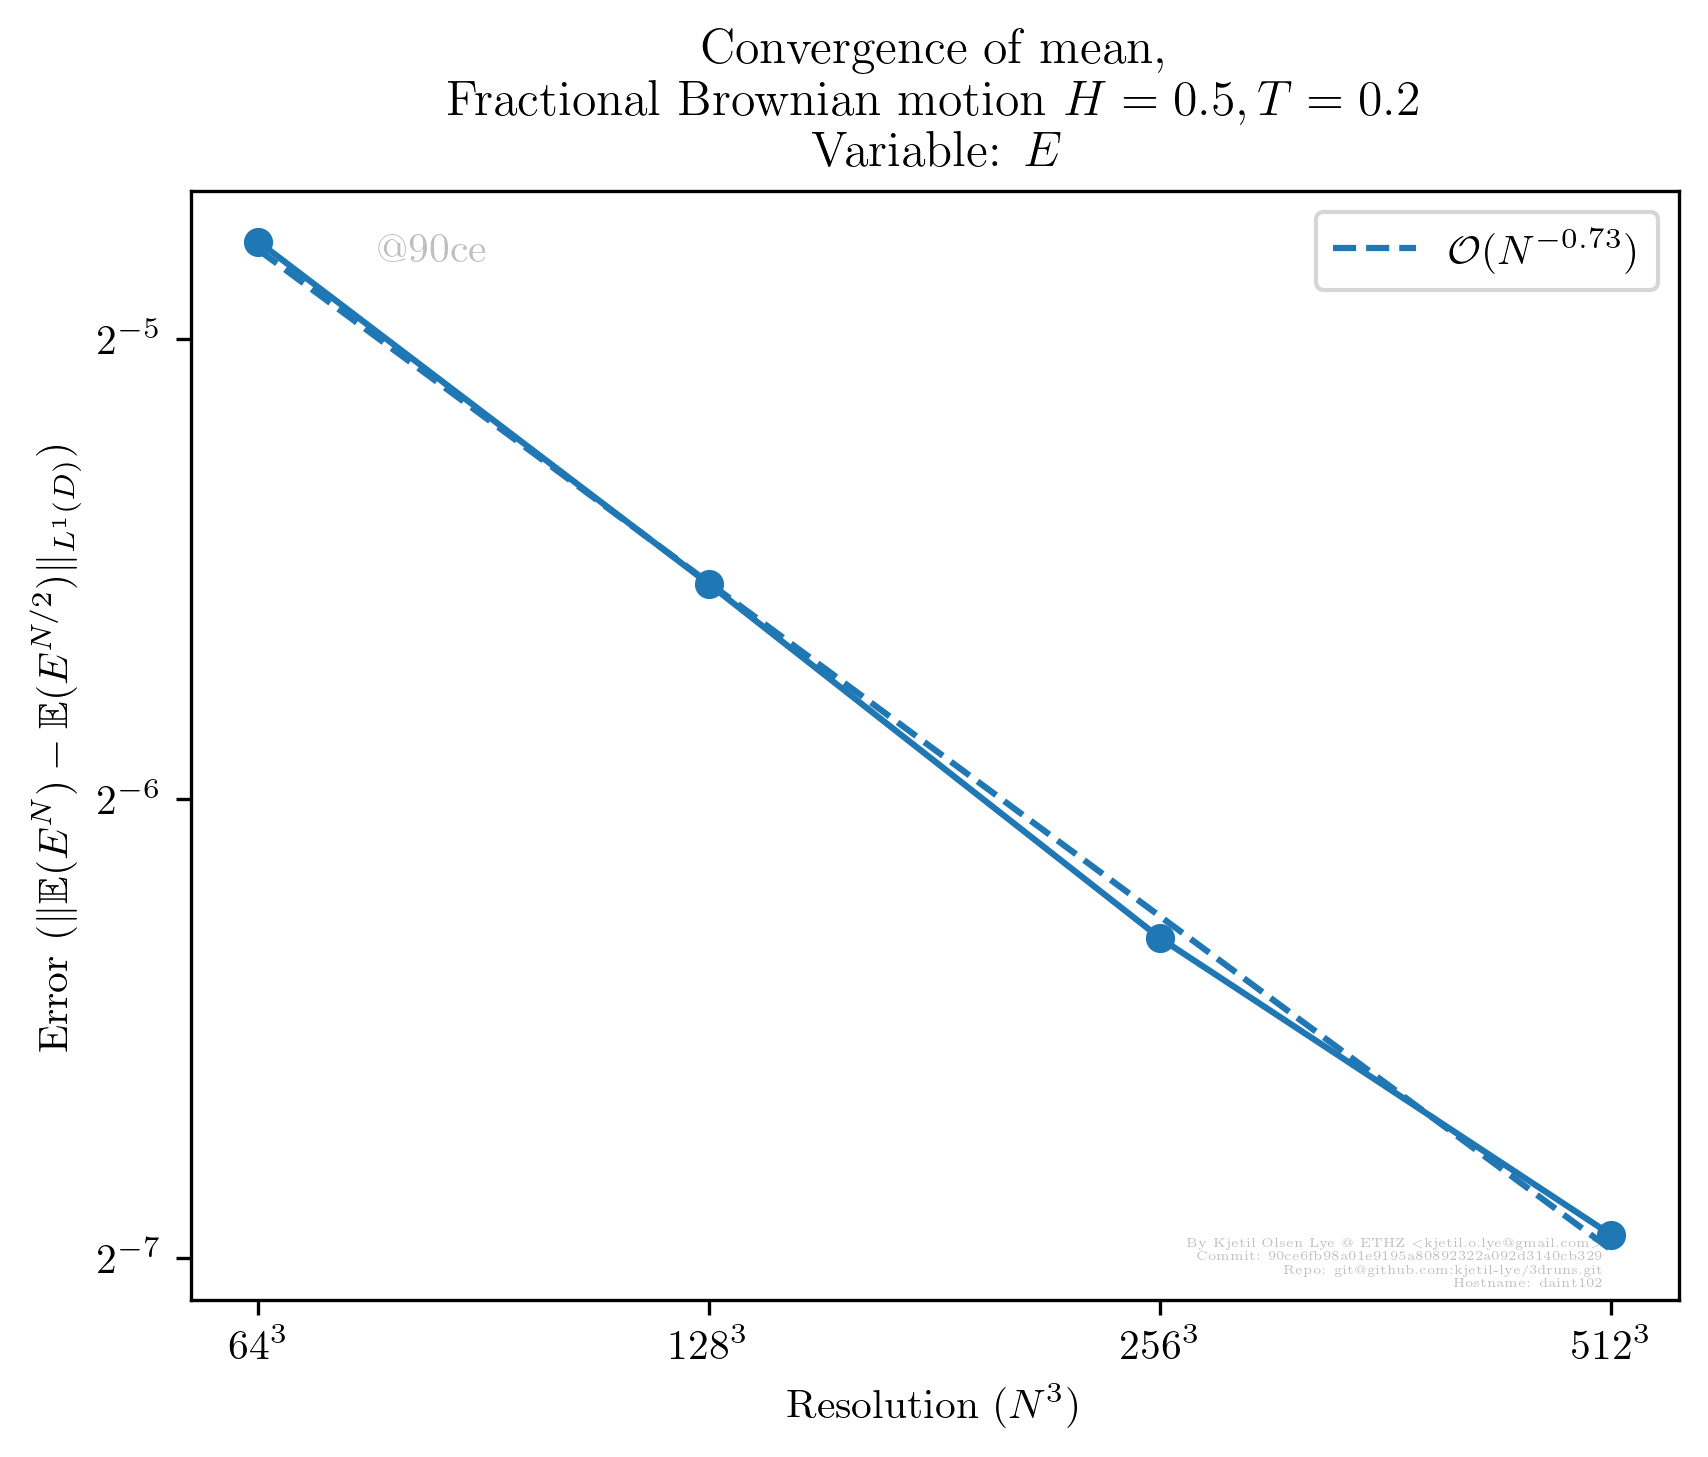 Convergence of mean,
Fractional Brownian motion H = 0.5, T = 0.2
Variable: E
@90ce
O(N^{-0.73})
2^{-5}
2^{-6}
2^{-7}
Error (‖𝔼(E^N) − 𝔼(E^{N/2})‖_{L^1(D)})
By Kjetil Olsen Lye @ ETHZ <kjetil.o.lye@gmail.com>
Commit: 90ce6fb98a01e9195a80892322a092d3140cb329
Repo: git@github.com:kjetil-lye/3druns.git
Hostname: daint102
64^3 128^3 256^3 512^3
Resolution (N^3)